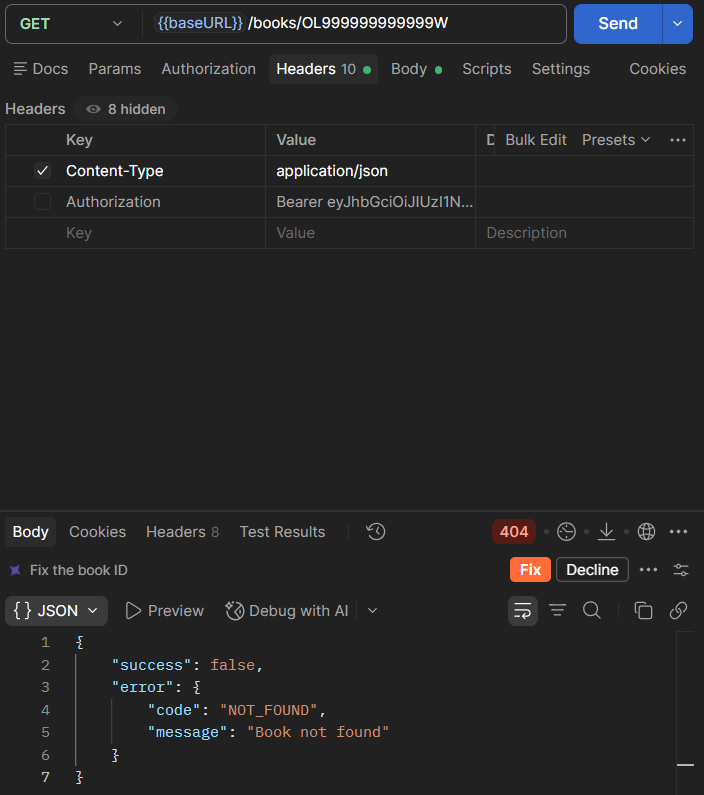 GET {{baseURL}}/books/OL999999999999W Send
Docs Params Authorization Headers 10 Body Scripts Settings Cookies
Headers 8 hidden
Key Value D Bulk Edit Presets
Content-Type application/json
Authorization Bearer eyJhbGciOiJIUzI1N...
Key Value Description
Body Cookies Headers 8 Test Results 404
Fix the book ID Fix Decline
{} JSON Preview Debug with AI
1 {
2 "success": false,
3 "error": {
4 "code": "NOT_FOUND",
5 "message": "Book not found"
6 }
7 }